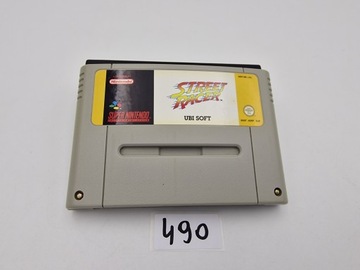 Nintendo
STREET
RACER
SUPER NINTENDO
UBI SOFT
490